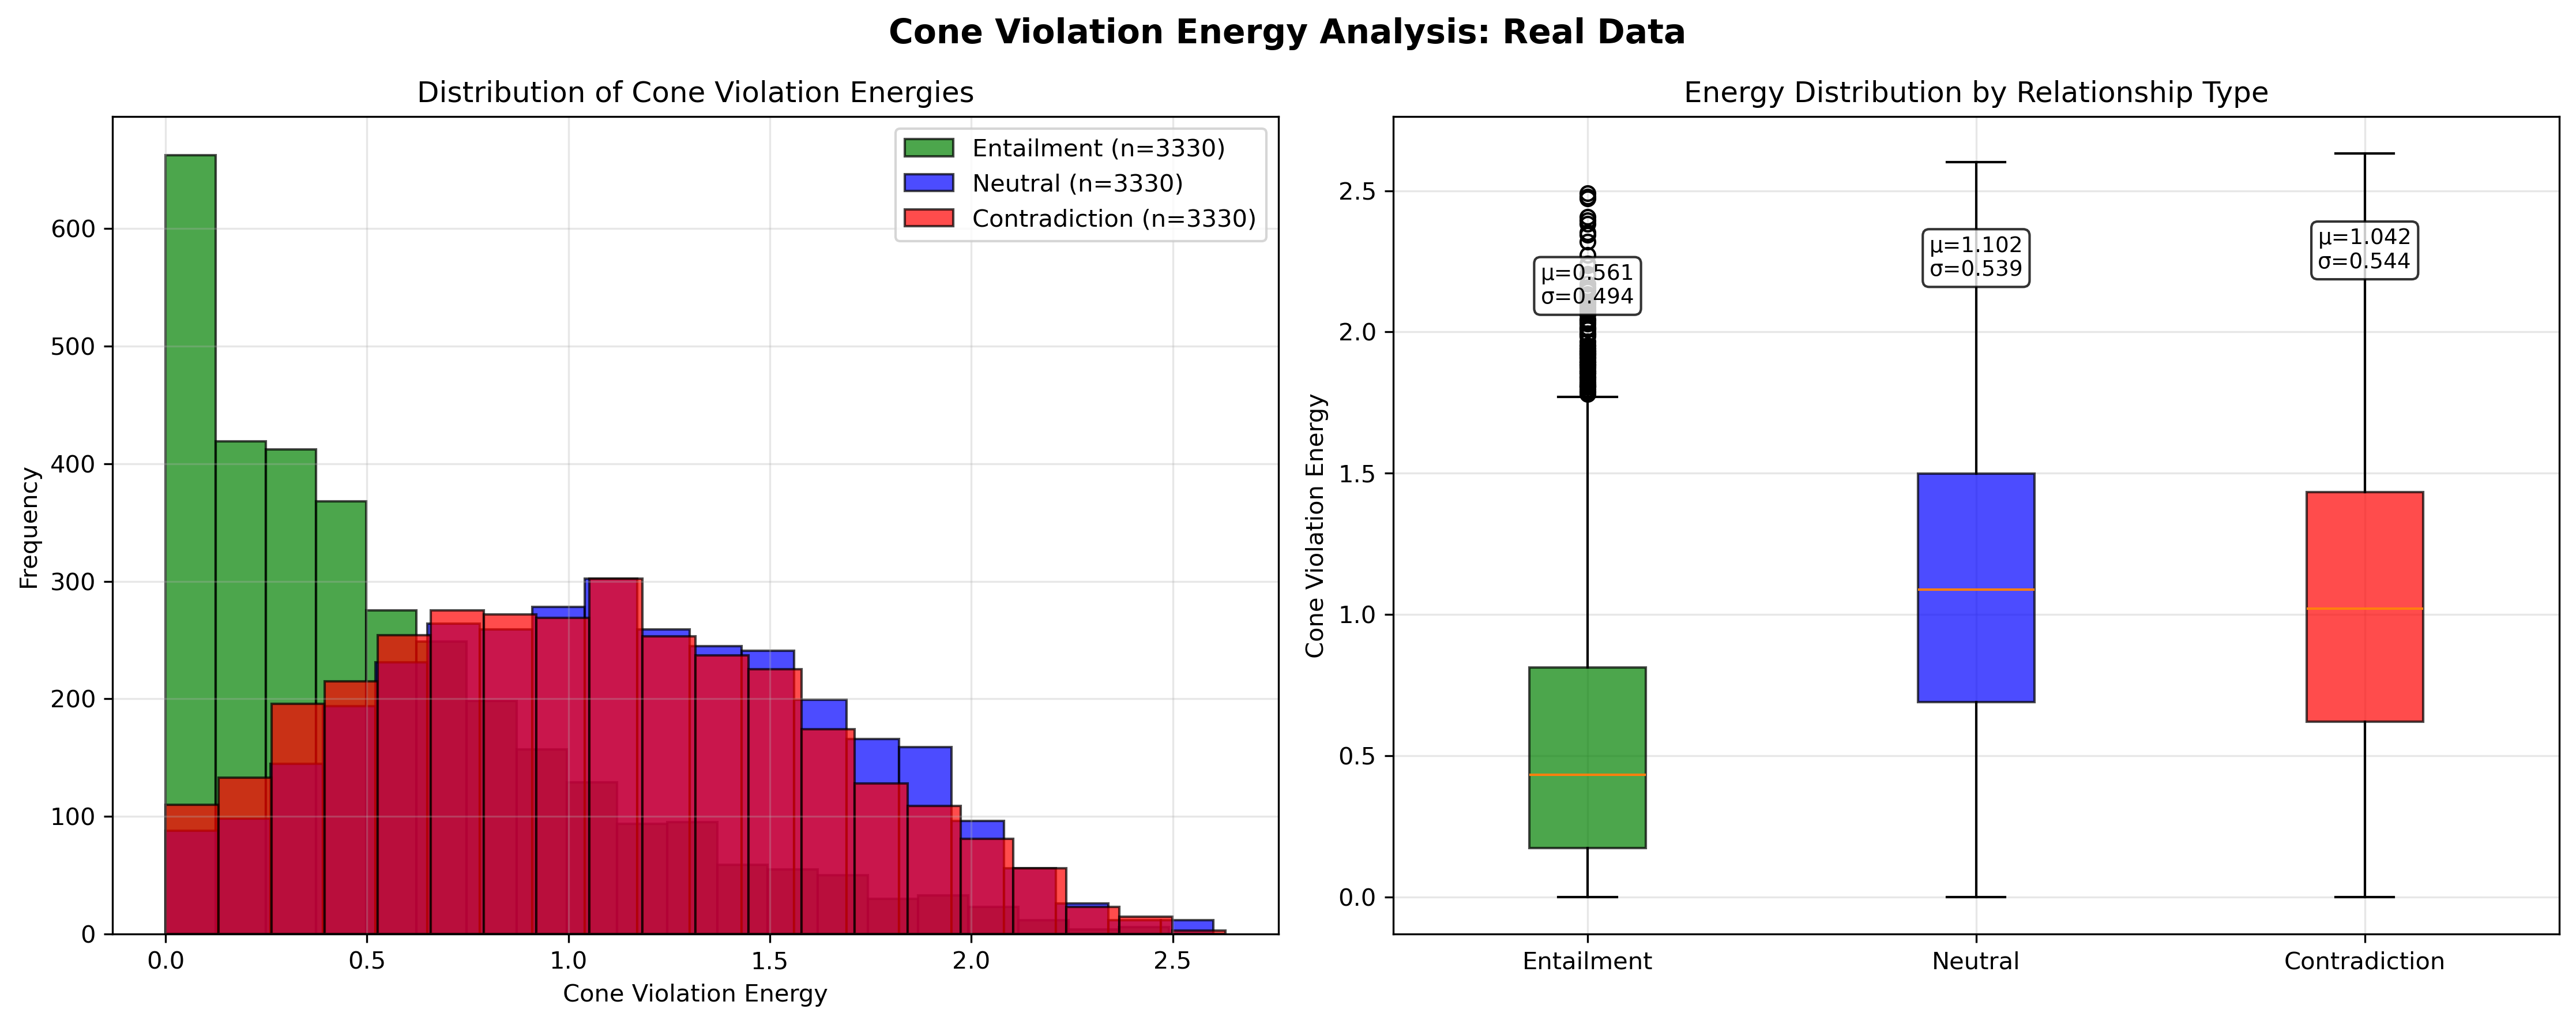 Cone Violation Energy Analysis: Real Data
Distribution of Cone Violation Energies
Frequency
600
500
400
300
200
100
0
Entailment (n=3330)
Neutral (n=3330)
Contradiction (n=3330)
0.0 0.5 1.0 1.5 2.0 2.5
Cone Violation Energy
Energy Distribution by Relationship Type
Cone Violation Energy
2.5
2.0
1.5
1.0
0.5
0.0
μ=0.561
σ=0.494
μ=1.102
σ=0.539
μ=1.042
σ=0.544
Entailment Neutral Contradiction